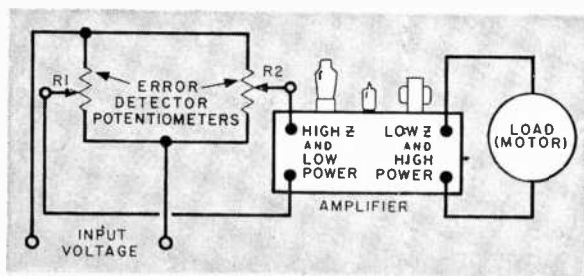 R1
ERROR
DETECTOR
POTENTIOMETERS
R2
HIGH Z
AND
LOW
POWER
LOW Z
AND
HIGH
POWER
LOAD
(MOTOR)
AMPLIFIER
INPUT
VOLTAGE